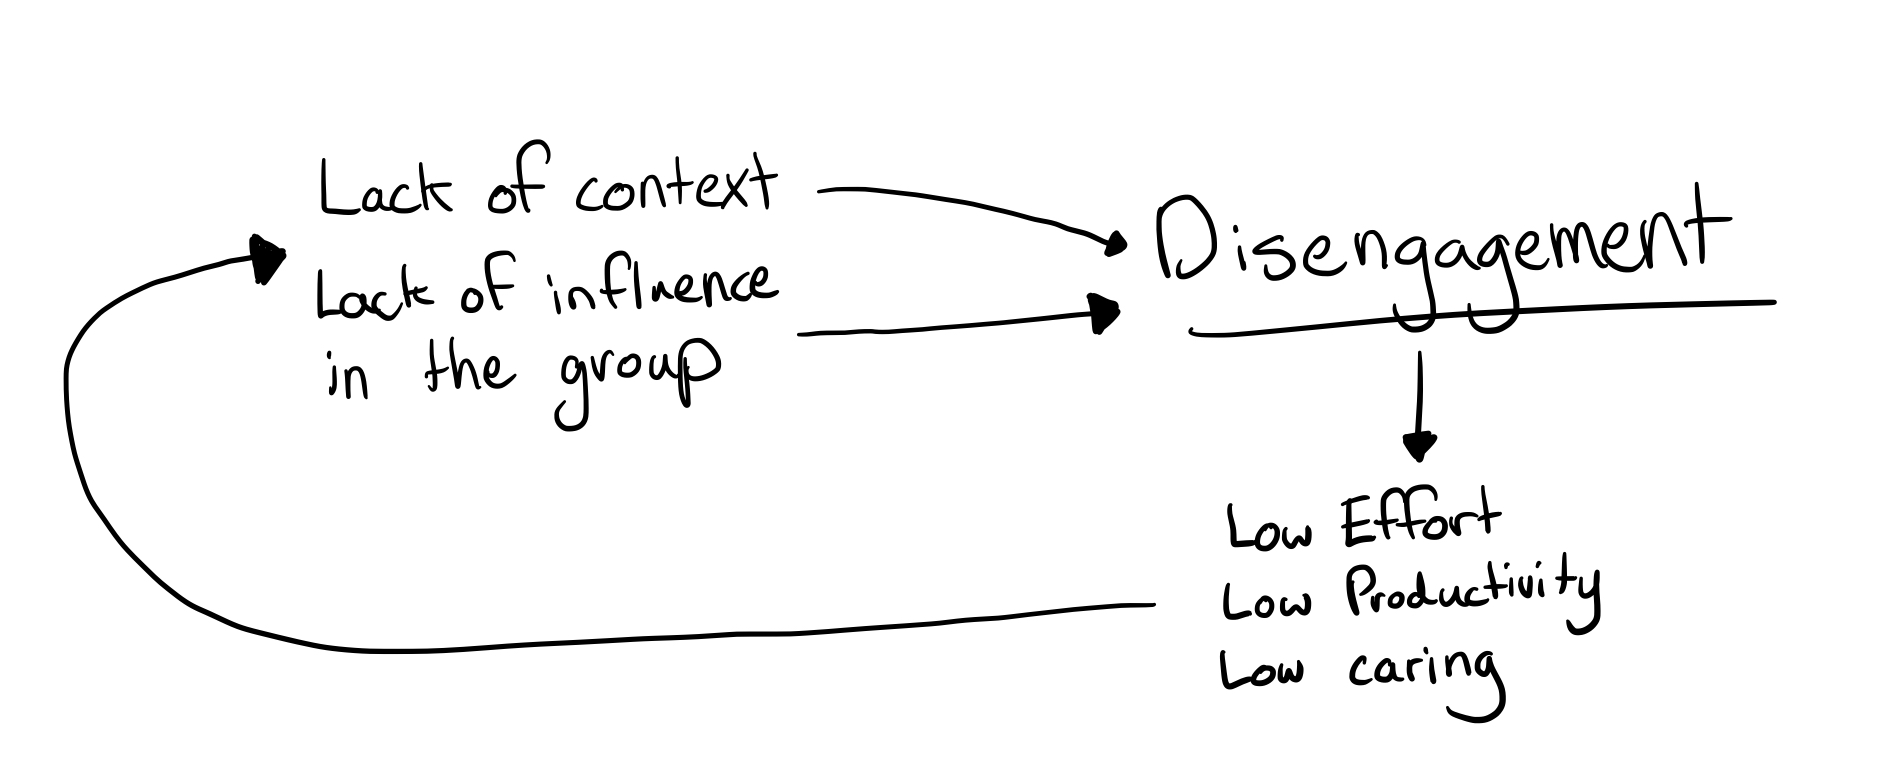 Lack of context
Lack of influence
in the group
Disengagement
Low Effort
Low Productivity
Low caring